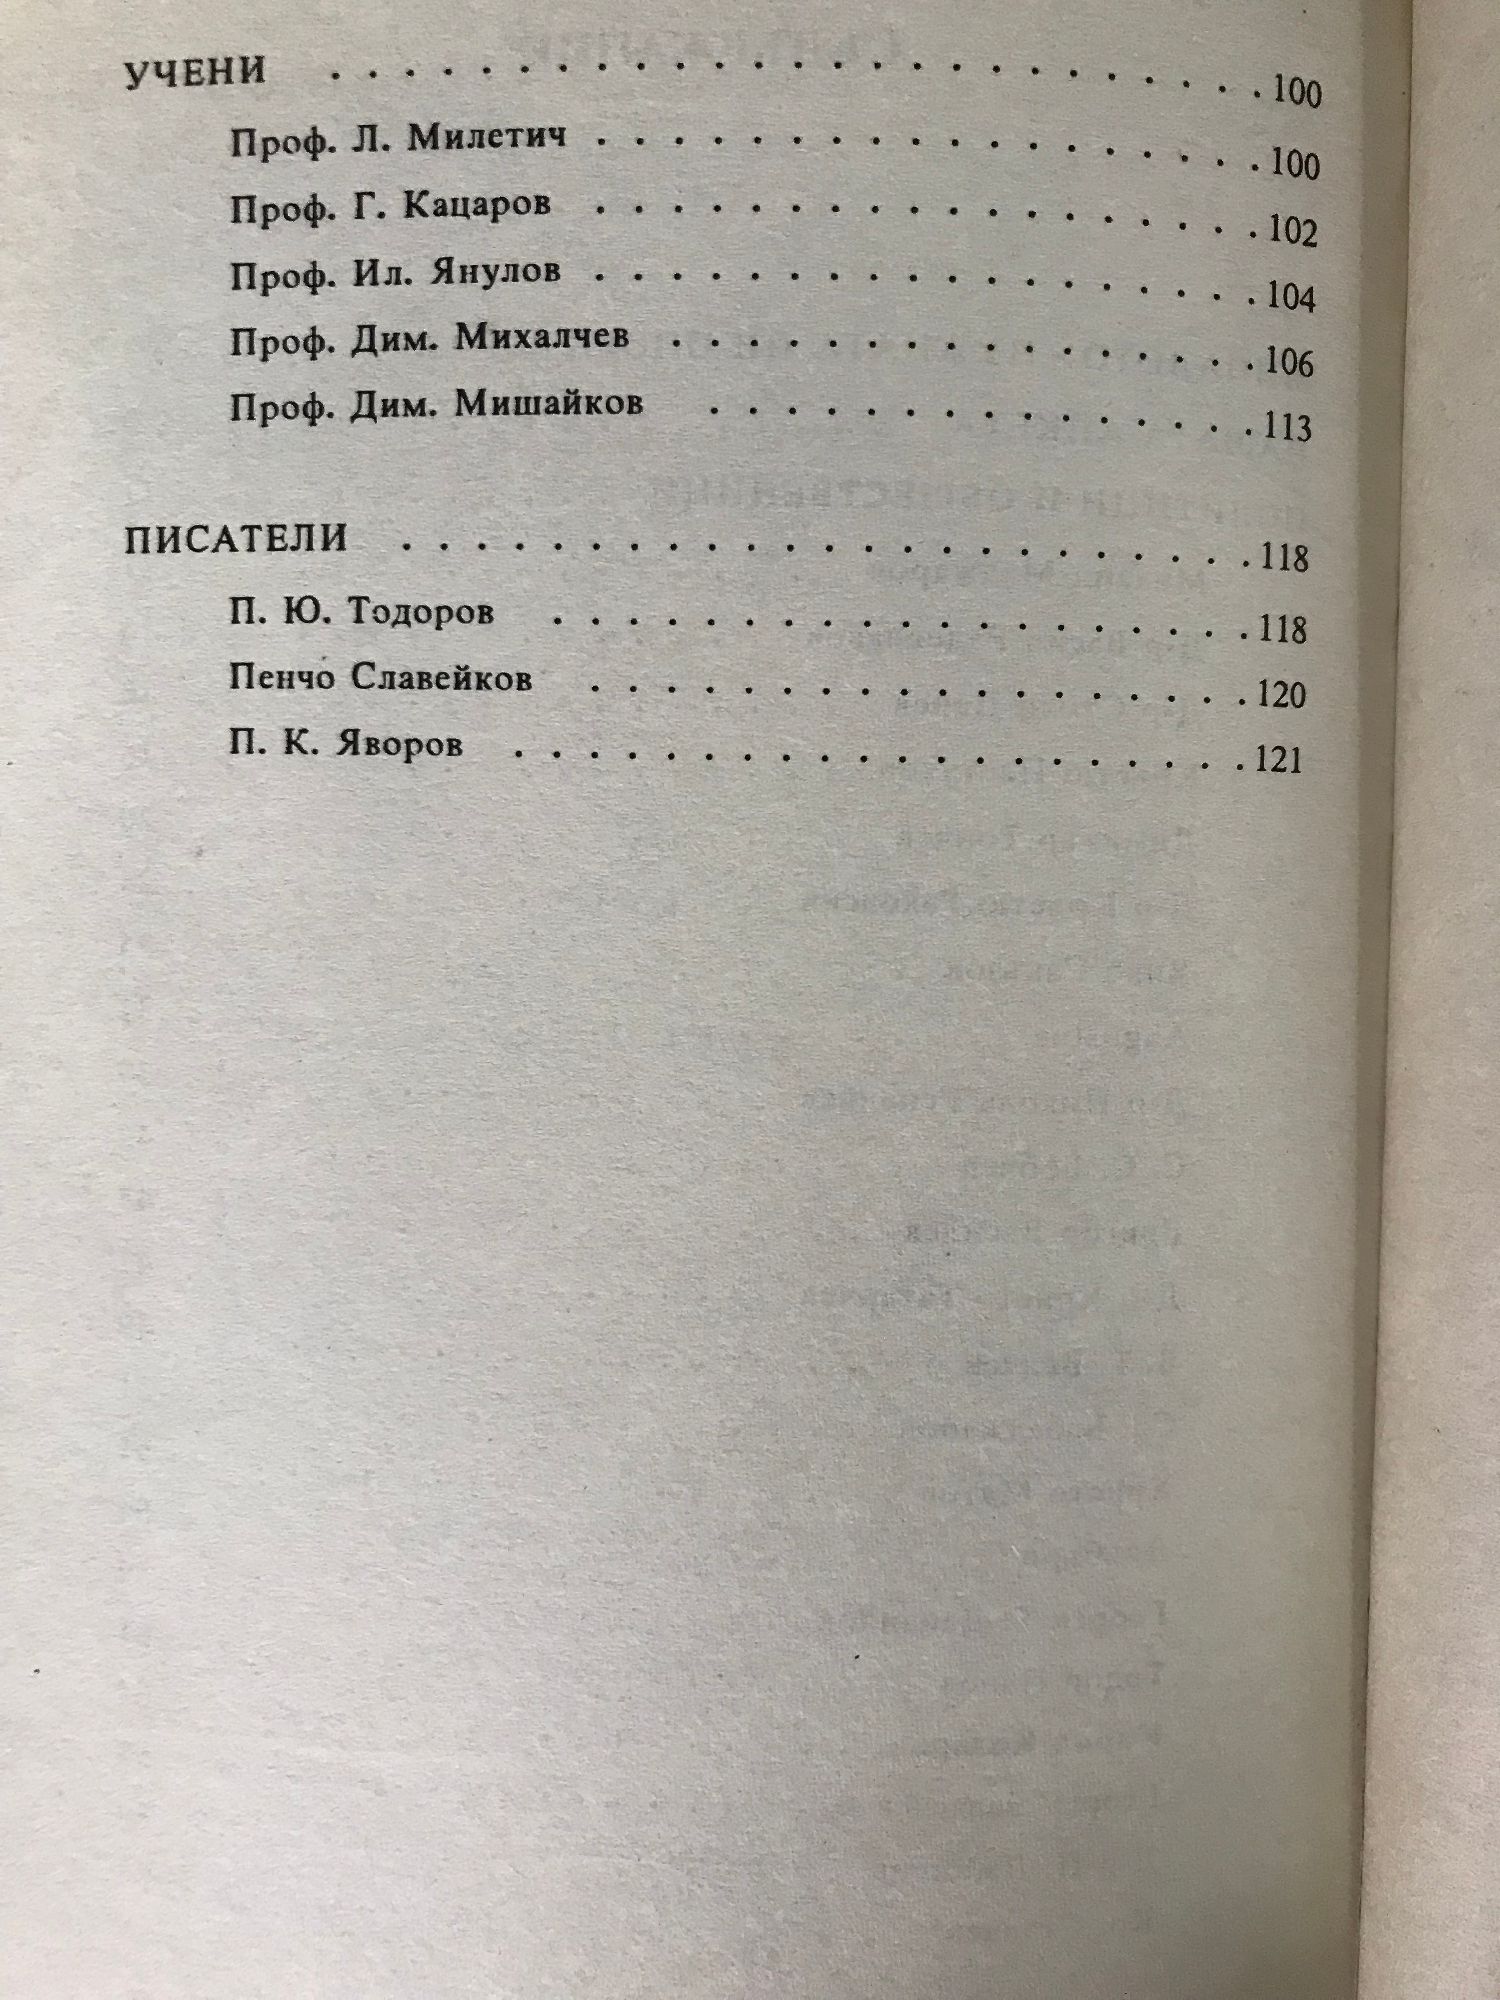 УЧЕНИ . . . . . . . . . . . . . . . . . . . . . . . . . 100
Проф. Л. Милетич . . . . . . . . . . . . . . . . . . 100
Проф. Г. Кацаров . . . . . . . . . . . . . . . . . . 102
Проф. Ил. Янулов . . . . . . . . . . . . . . . . . . 104
Проф. Дим. Михалчев . . . . . . . . . . . . . . . . 106
Проф. Дим. Мишайков . . . . . . . . . . . . . . . 113
ПИСАТЕЛИ . . . . . . . . . . . . . . . . . . . . . . . 118
П. Ю. Тодоров . . . . . . . . . . . . . . . . . . . 118
Пенчо Славейков . . . . . . . . . . . . . . . . . . 120
П. К. Яворов . . . . . . . . . . . . . . . . . . . . 121